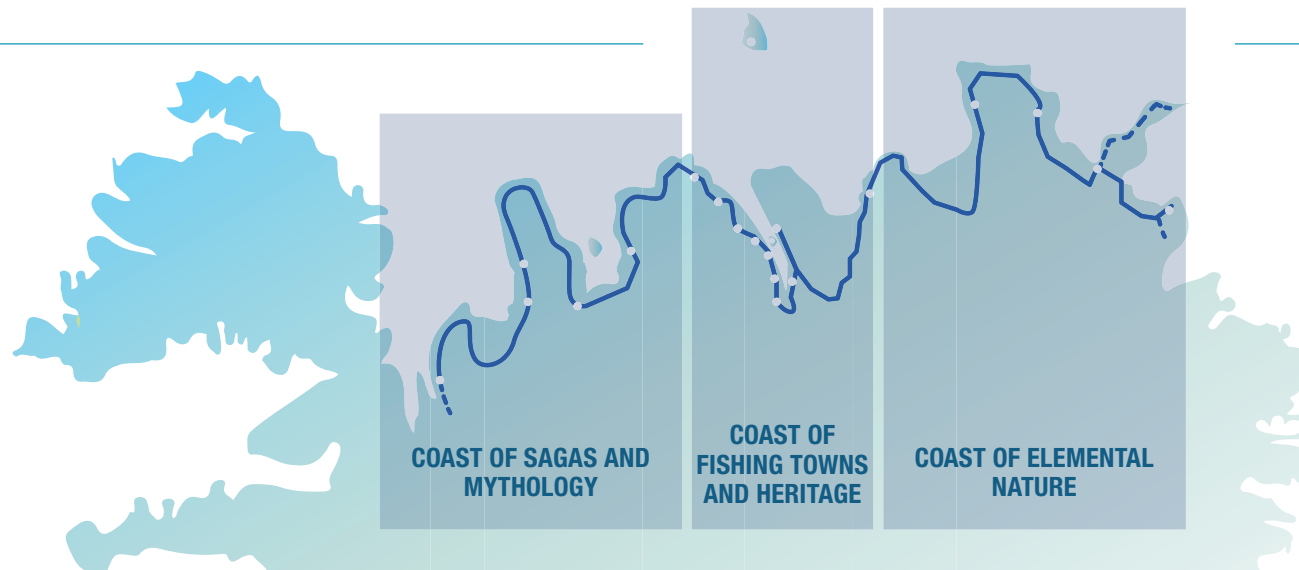 COAST OF SAGAS AND
MYTHOLOGY
COAST OF
FISHING TOWNS
AND HERITAGE
COAST OF ELEMENTAL
NATURE